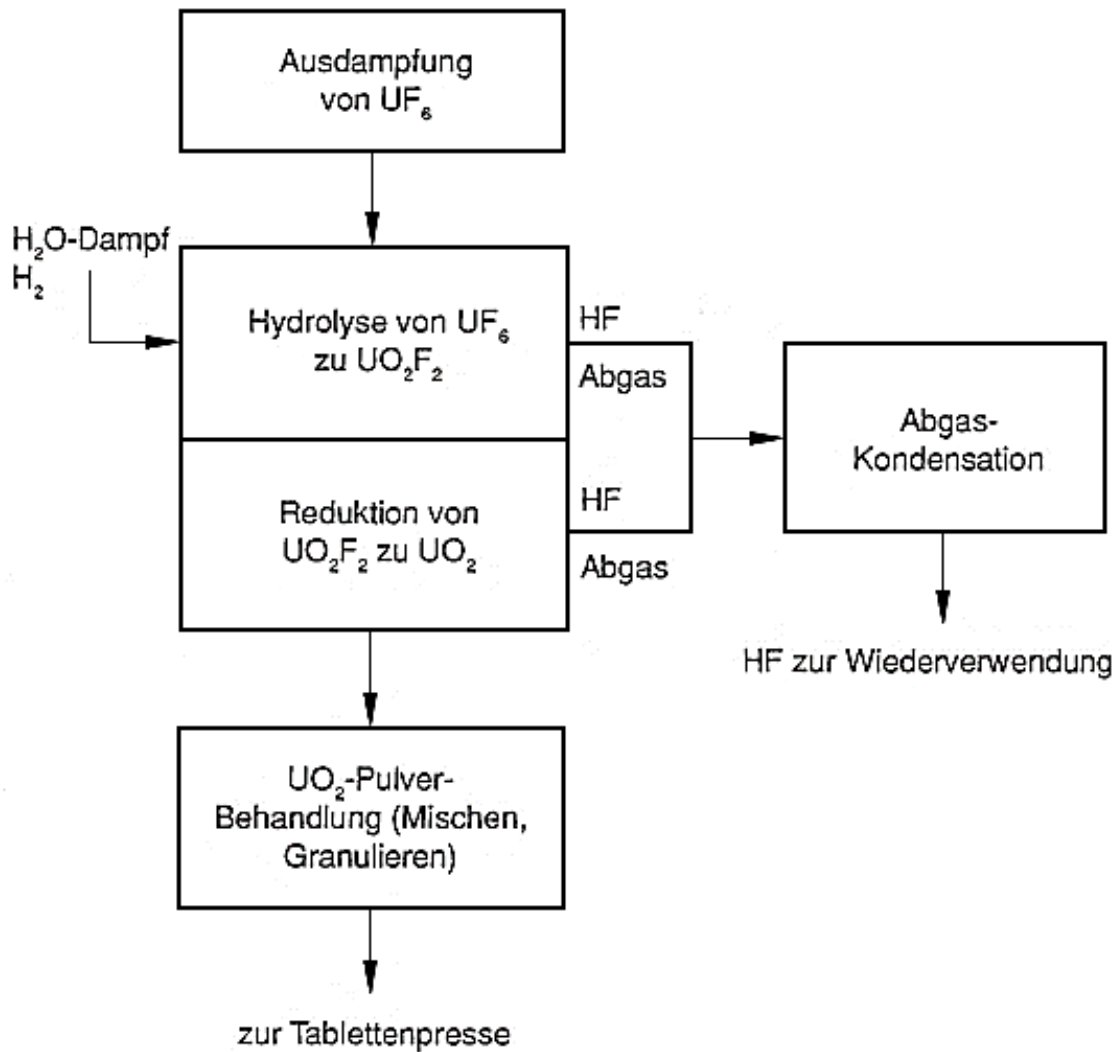 Ausdampfung
von UF₆
H₂O-Dampf
H₂
Hydrolyse von UF₆
zu UO₂F₂
HF
Abgas
Reduktion von
UO₂F₂ zu UO₂
HF
Abgas
Abgas-
Kondensation
HF zur Wiederverwendung
UO₂-Pulver-
Behandlung (Mischen,
Granulieren)
zur Tablettenpresse